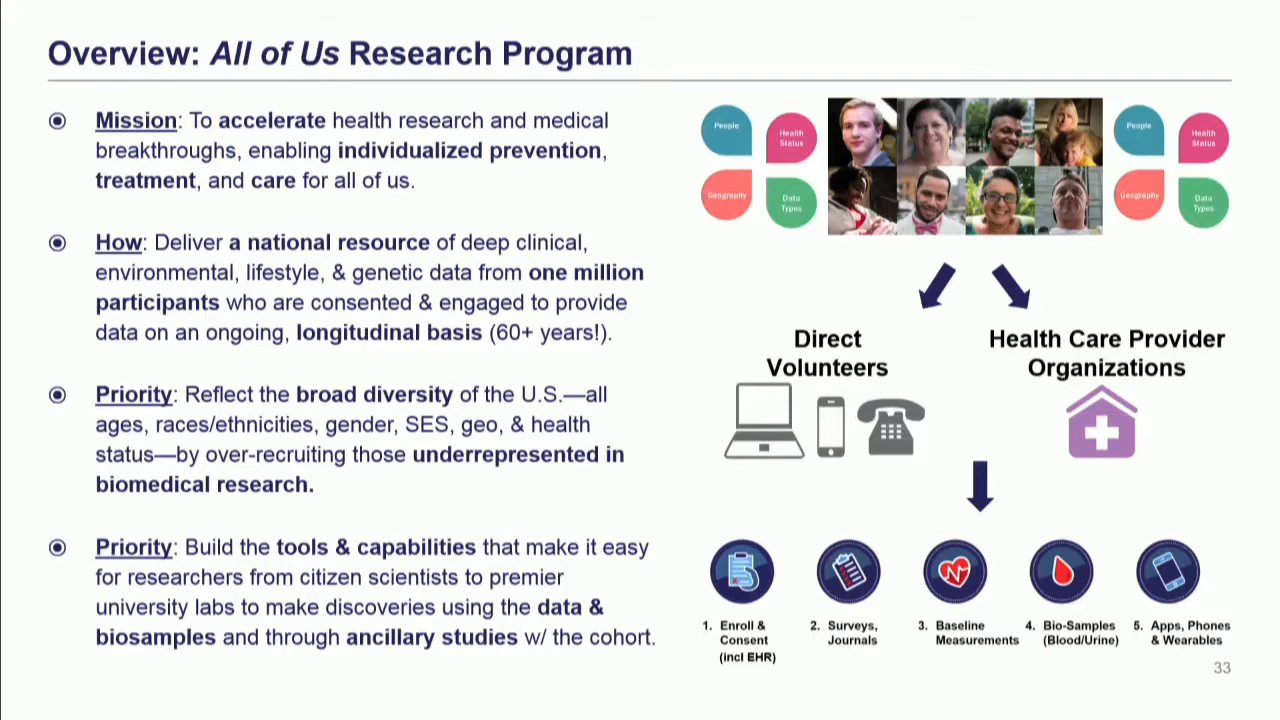 Overview: All of Us Research Program
Mission: To accelerate health research and medical
breakthroughs, enabling individualized prevention,
treatment, and care for all of us.
How: Deliver a national resource of deep clinical,
environmental, lifestyle, & genetic data from one million
participants who are consented & engaged to provide
data on an ongoing, longitudinal basis (60+ years!).
Priority: Reflect the broad diversity of the U.S.—all
ages, races/ethnicities, gender, SES, geo, & health
status—by over-recruiting those underrepresented in
biomedical research.
Priority: Build the tools & capabilities that make it easy
for researchers from citizen scientists to premier
university labs to make discoveries using the data &
biosamples and through ancillary studies w/ the cohort.
People
Health
Status
Geography
Data
Types
People
Health
Status
Geography
Data
Types
Direct
Volunteers
Health Care Provider
Organizations
1. Enroll &
Consent
(incl EHR)
2. Surveys,
Journals
3. Baseline
Measurements
4. Bio-Samples
(Blood/Urine)
5. Apps, Phones
& Wearables
33